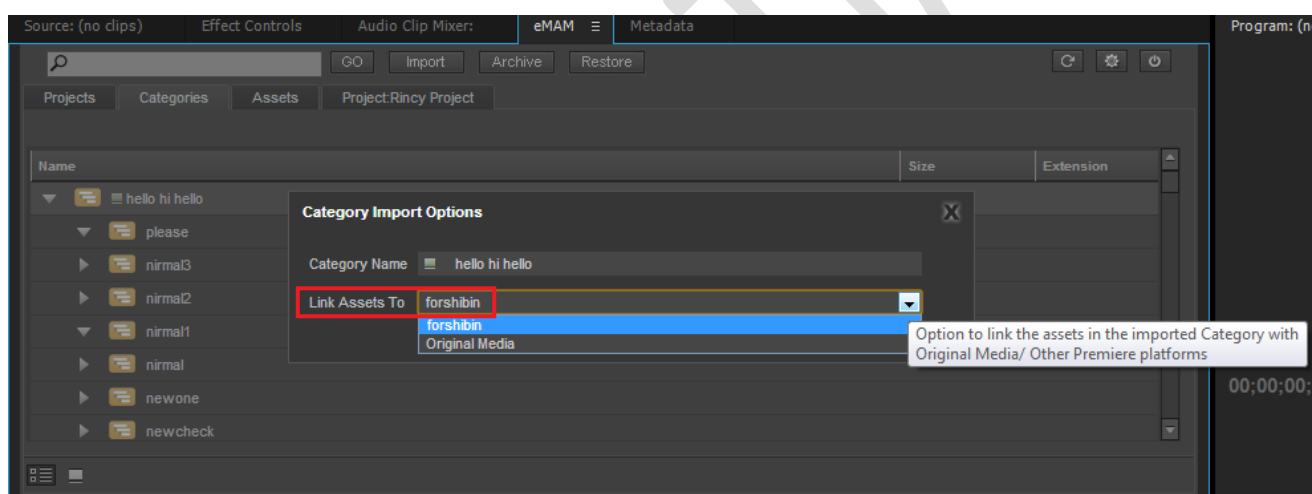 Source: (no clips) Effect Controls Audio Clip Mixer: eMAM Metadata Program: (n
GO Import Archive Restore
Projects Categories Assets Project:Rincy Project
Name Size Extension
hello hi hello
Category Import Options
please
Category Name hello hi hello
nirmal3
Link Assets To forshibin
nirmal2
forshibin
Original Media
Option to link the assets in the imported Category with
Original Media/ Other Premiere platforms
nirmal1
nirmal
newone
00;00;00;
newcheck